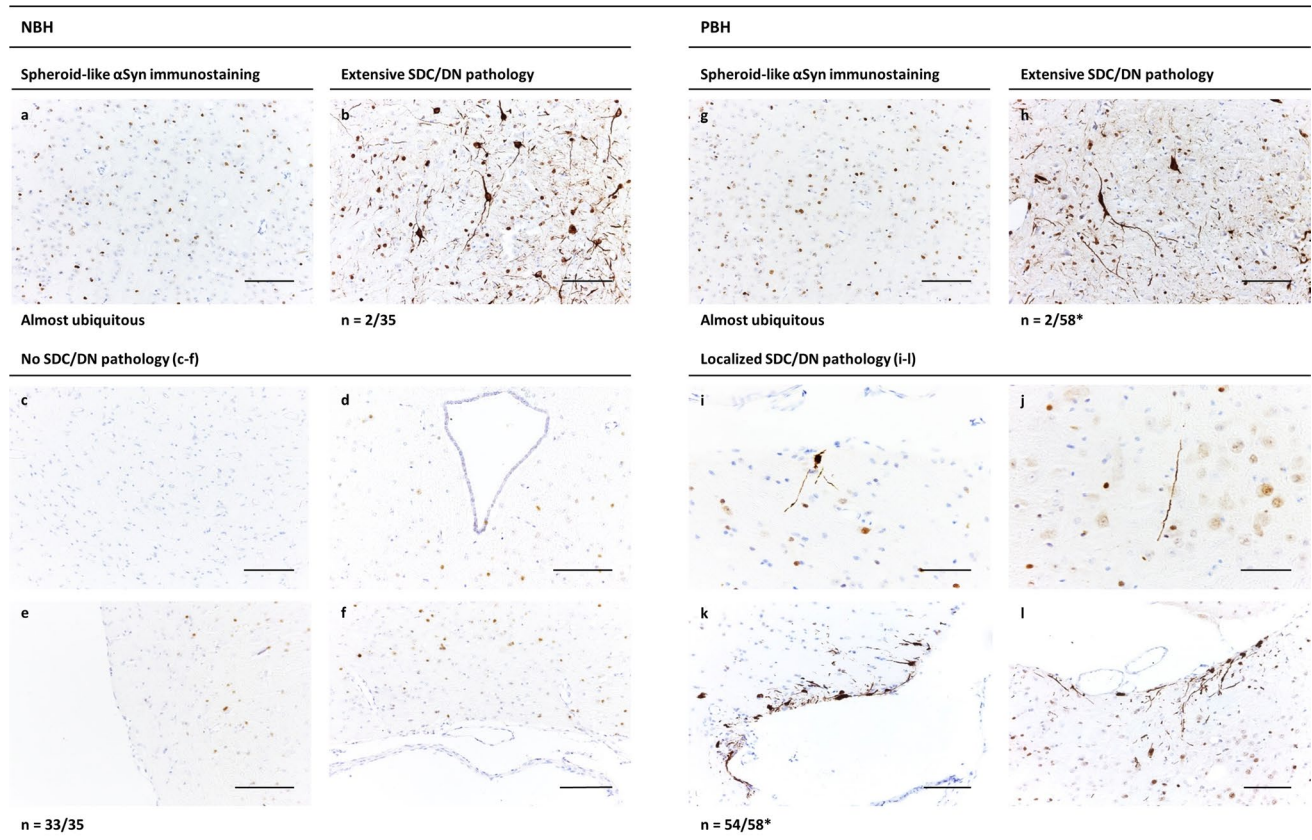 NBH
Spheroid-like αSyn immunostaining
Extensive SDC/DN pathology
a
b
Almost ubiquitous
n = 2/35
No SDC/DN pathology (c-f)
c
d
e
f
n = 33/35
PBH
Spheroid-like αSyn immunostaining
Extensive SDC/DN pathology
g
h
Almost ubiquitous
n = 2/58*
Localized SDC/DN pathology (i-l)
i
j
k
l
n = 54/58*